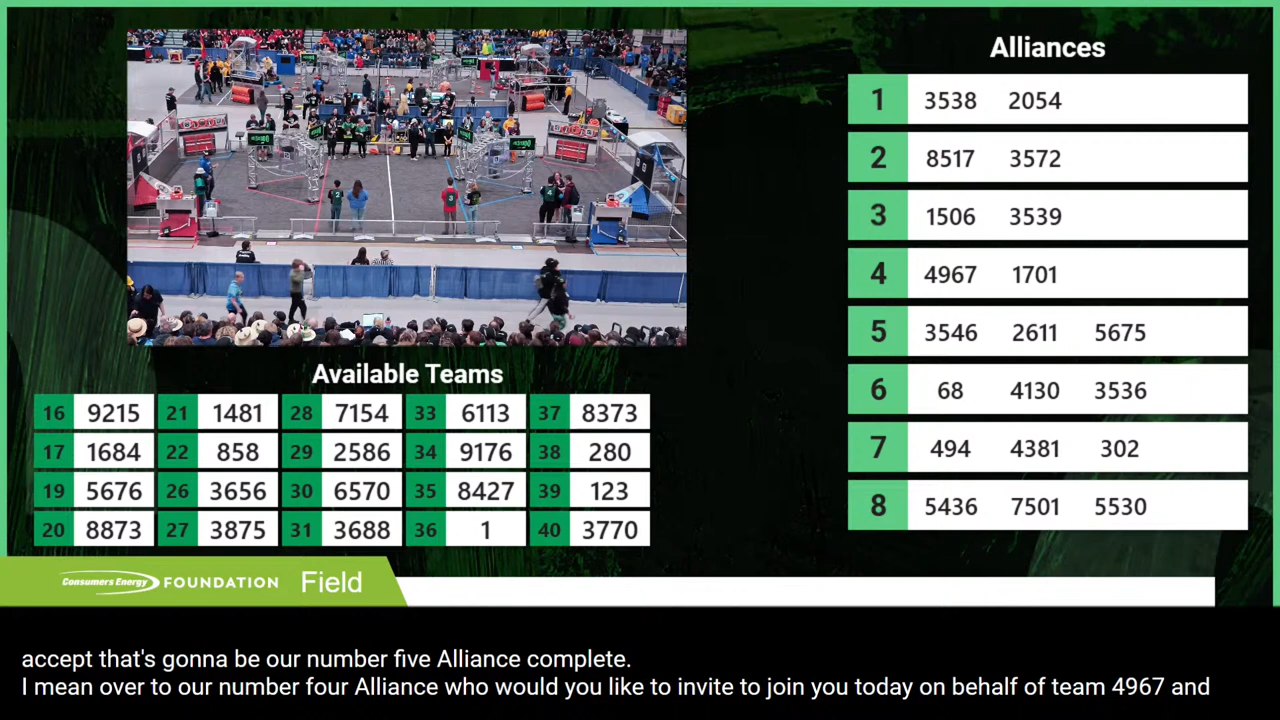 Alliances
1 3538 2054
2 8517 3572
3 1506 3539
4 4967 1701
5 3546 2611 5675
6 68 4130 3536
7 494 4381 302
8 5436 7501 5530
Available Teams
16 9215 21 1481 28 7154 33 6113 37 8373
17 1684 22 858 29 2586 34 9176 38 280
19 5676 26 3656 30 6570 35 8427 39 123
20 8873 27 3875 31 3688 36 1 40 3770
Consumers Energy FOUNDATION Field
accept that's gonna be our number five Alliance complete.
I mean over to our number four Alliance who would you like to invite to join you today on behalf of team 4967 and